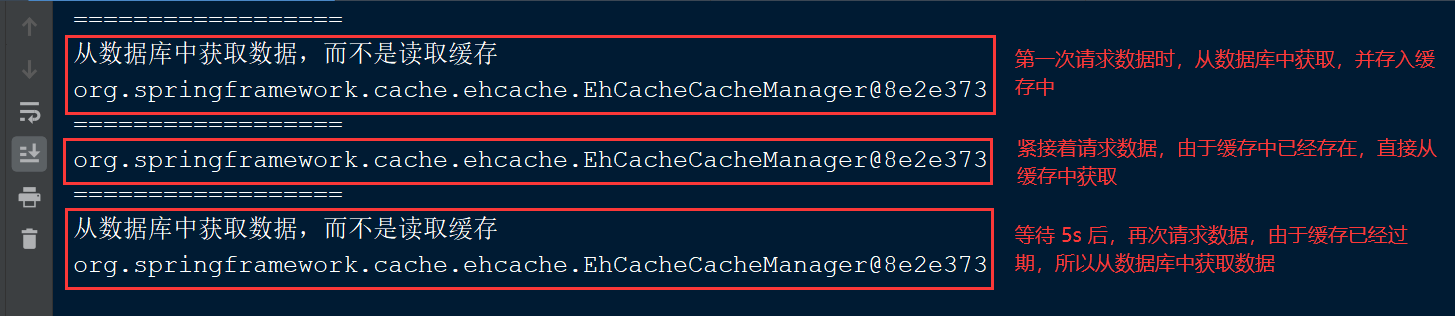 ==================
从数据库中获取数据，而不是读取缓存
org.springframework.cache.ehcache.EhCacheCacheManager@8e2e373
第一次请求数据时，从数据库中获取，并存入缓
存中
==================
org.springframework.cache.ehcache.EhCacheCacheManager@8e2e373
紧接着请求数据，由于缓存中已经存在，直接从
缓存中获取
==================
从数据库中获取数据，而不是读取缓存
org.springframework.cache.ehcache.EhCacheCacheManager@8e2e373
等待 5s 后，再次请求数据，由于缓存已经过
期，所以从数据库中获取数据